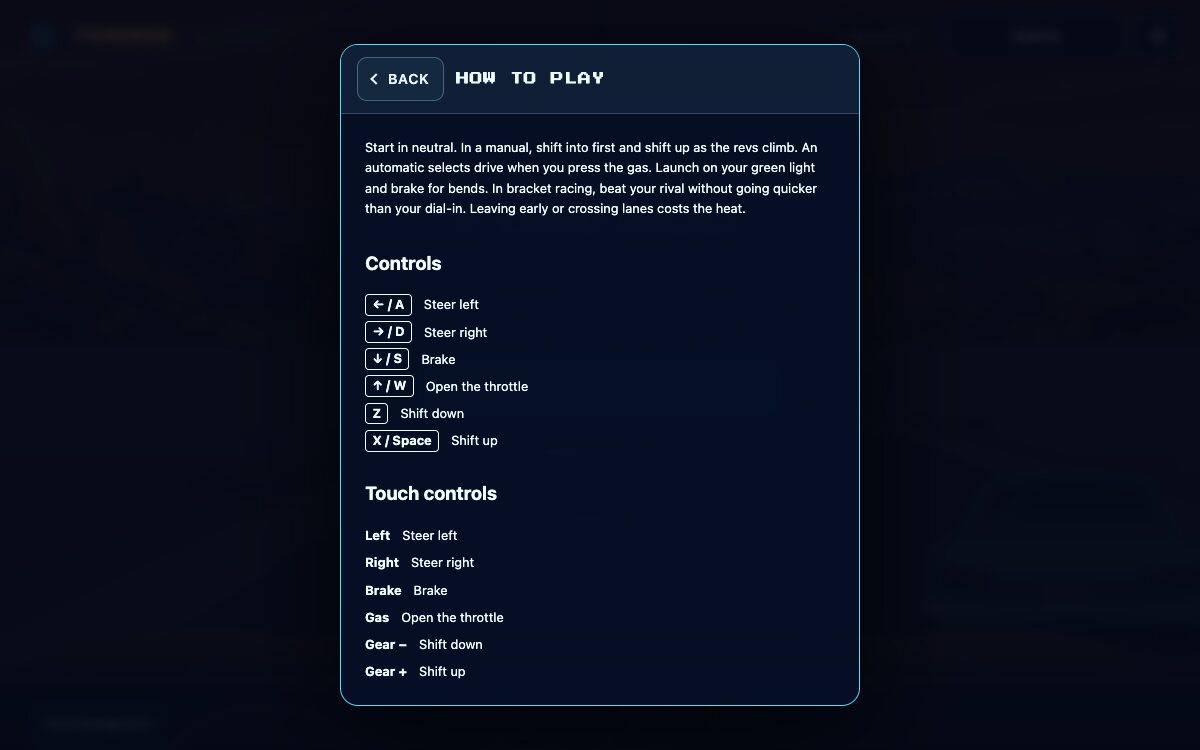 BACK
HOW TO PLAY
Start in neutral. In a manual, shift into first and shift up as the revs climb. An
automatic selects drive when you press the gas. Launch on your green light
and brake for bends. In bracket racing, beat your rival without going quicker
than your dial-in. Leaving early or crossing lanes costs the heat.
Controls
← / A Steer left
→ / D Steer right
↓ / S Brake
↑ / W Open the throttle
Z Shift down
X / Space Shift up
Touch controls
Left Steer left
Right Steer right
Brake Brake
Gas Open the throttle
Gear – Shift down
Gear + Shift up